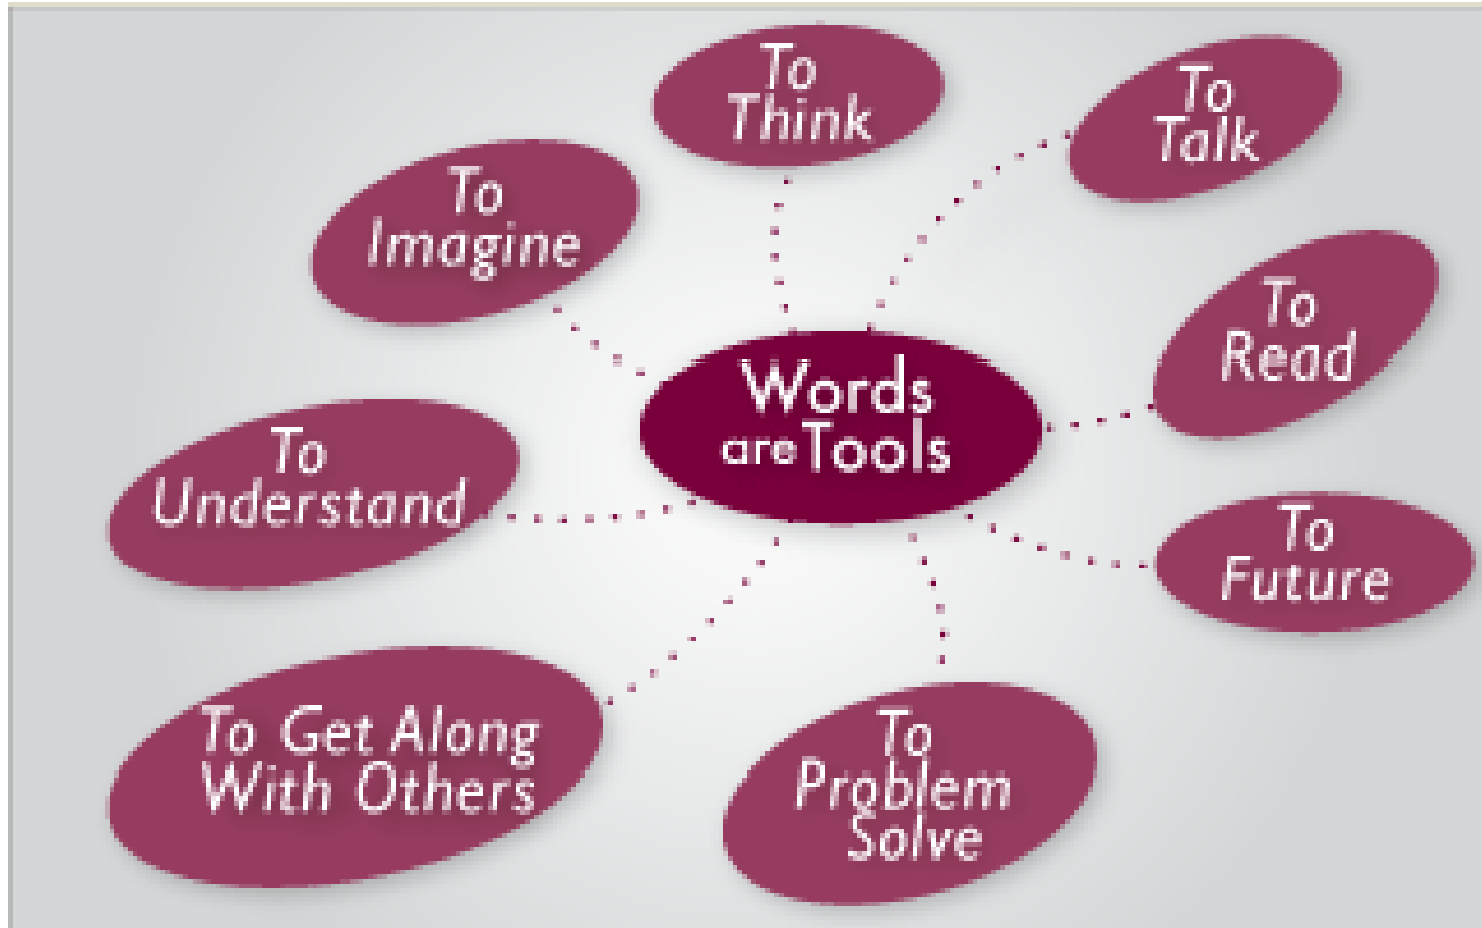 To
Think
To
Talk
To
Imagine
To
Read
Words
are Tools
To
Understand
To
Future
To Get Along
With Others
To
Problem
Solve